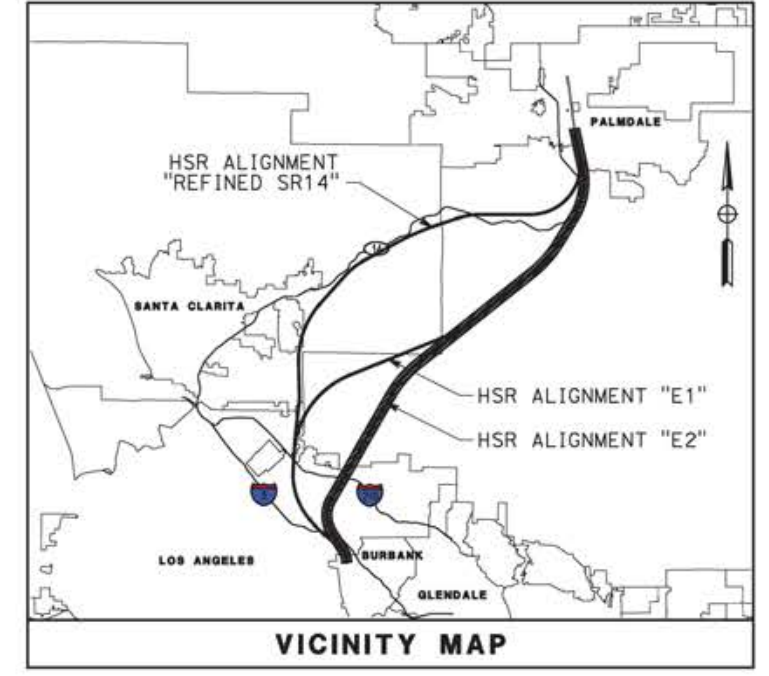 PALMDALE
HSR ALIGNMENT
"REFINED SR14"
SANTA CLARITA
HSR ALIGNMENT "E1"
HSR ALIGNMENT "E2"
LOS ANGELES
BURBANK
GLENDALE
VICINITY MAP